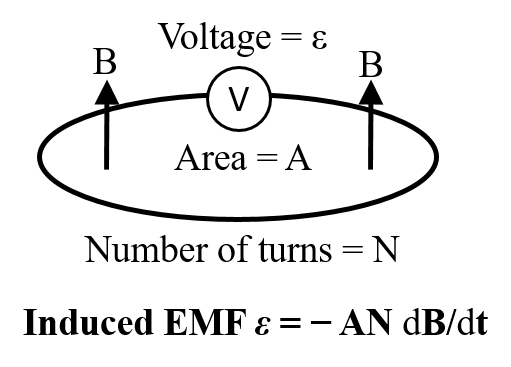 Voltage = ε
B
B
V
Area = A
Number of turns = N
Induced EMF ε = – AN dB/dt